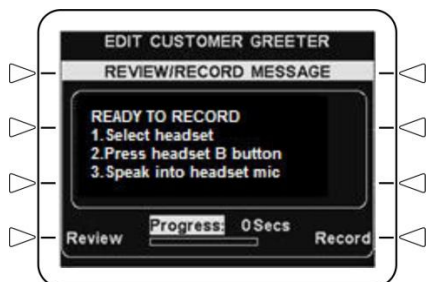 EDIT CUSTOMER GREETER
REVIEW/RECORD MESSAGE
READY TO RECORD
1.Select headset
2.Press headset B button
3.Speak into headset mic
Progress: 0Secs
Review Record